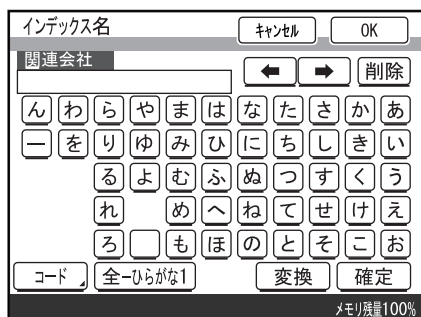 インデックス名 キャンセル OK
関連会社
← → 削除
ん わ ら や ま は な た さ か あ
ー を り ゆ み ひ に ち し き い
る よ む ふ ぬ つ す く う
れ め へ ね て せ け え
ろ も ほ の と そ こ お
コード 全ーひらがな1 変換 確定
メモリ残量100%